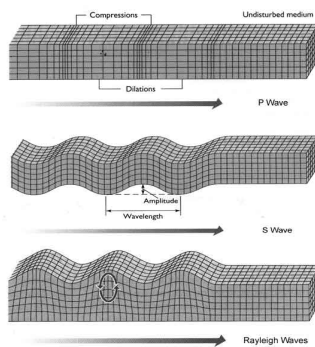 Compressions
Undisturbed medium
Dilations
P Wave
Amplitude
Wavelength
S Wave
Rayleigh Waves